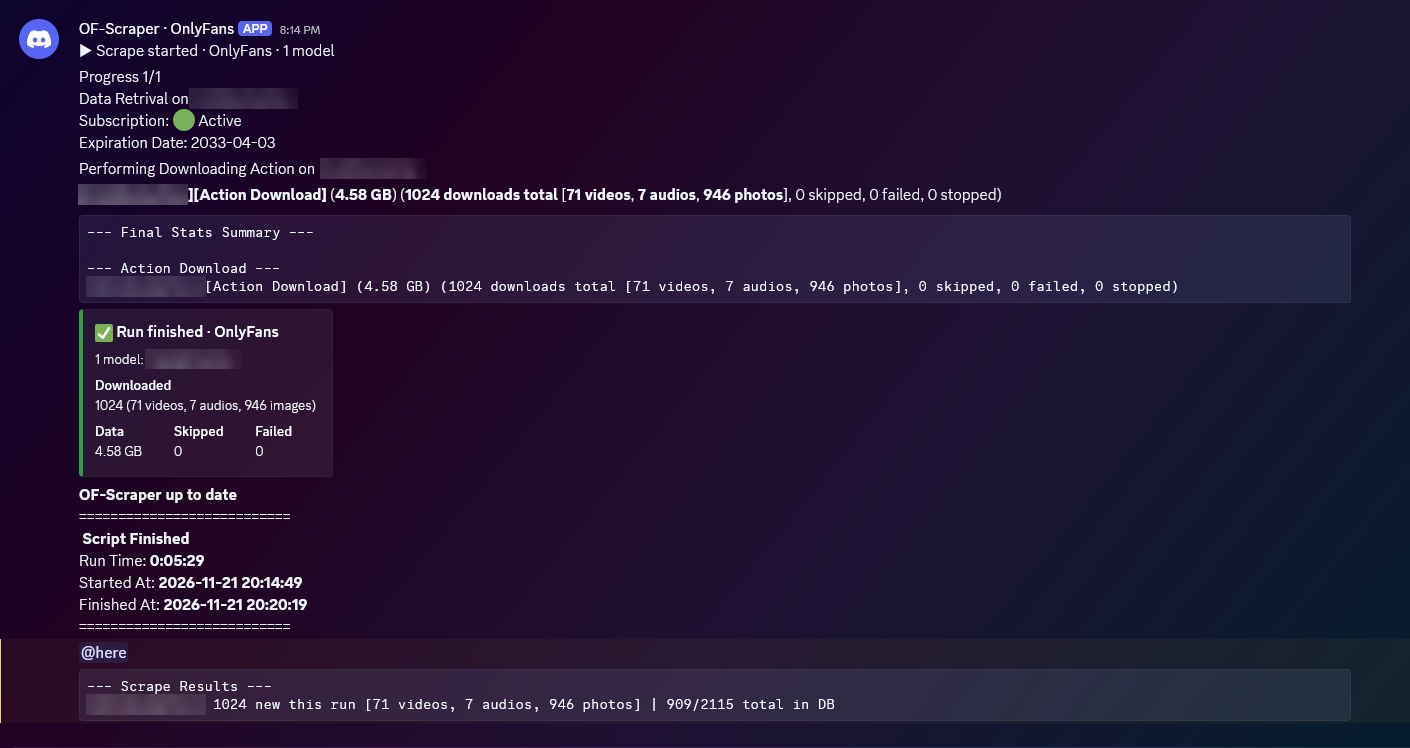 OF-Scraper · OnlyFans APP 8:14 PM
▶ Scrape started · OnlyFans · 1 model
Progress 1/1
Data Retrival on
Subscription: 🟢 Active
Expiration Date: 2033-04-03
Performing Downloading Action on
][Action Download] (4.58 GB) (1024 downloads total [71 videos, 7 audios, 946 photos], 0 skipped, 0 failed, 0 stopped)
--- Final Stats Summary ---
--- Action Download ---
[Action Download] (4.58 GB) (1024 downloads total [71 videos, 7 audios, 946 photos], 0 skipped, 0 failed, 0 stopped)
✅ Run finished · OnlyFans
1 model:
Downloaded
1024 (71 videos, 7 audios, 946 images)
Data Skipped Failed
4.58 GB 0 0
OF-Scraper up to date
===========================
Script Finished
Run Time: 0:05:29
Started At: 2026-11-21 20:14:49
Finished At: 2026-11-21 20:20:19
===========================
@here
--- Scrape Results ---
1024 new this run [71 videos, 7 audios, 946 photos] | 909/2115 total in DB